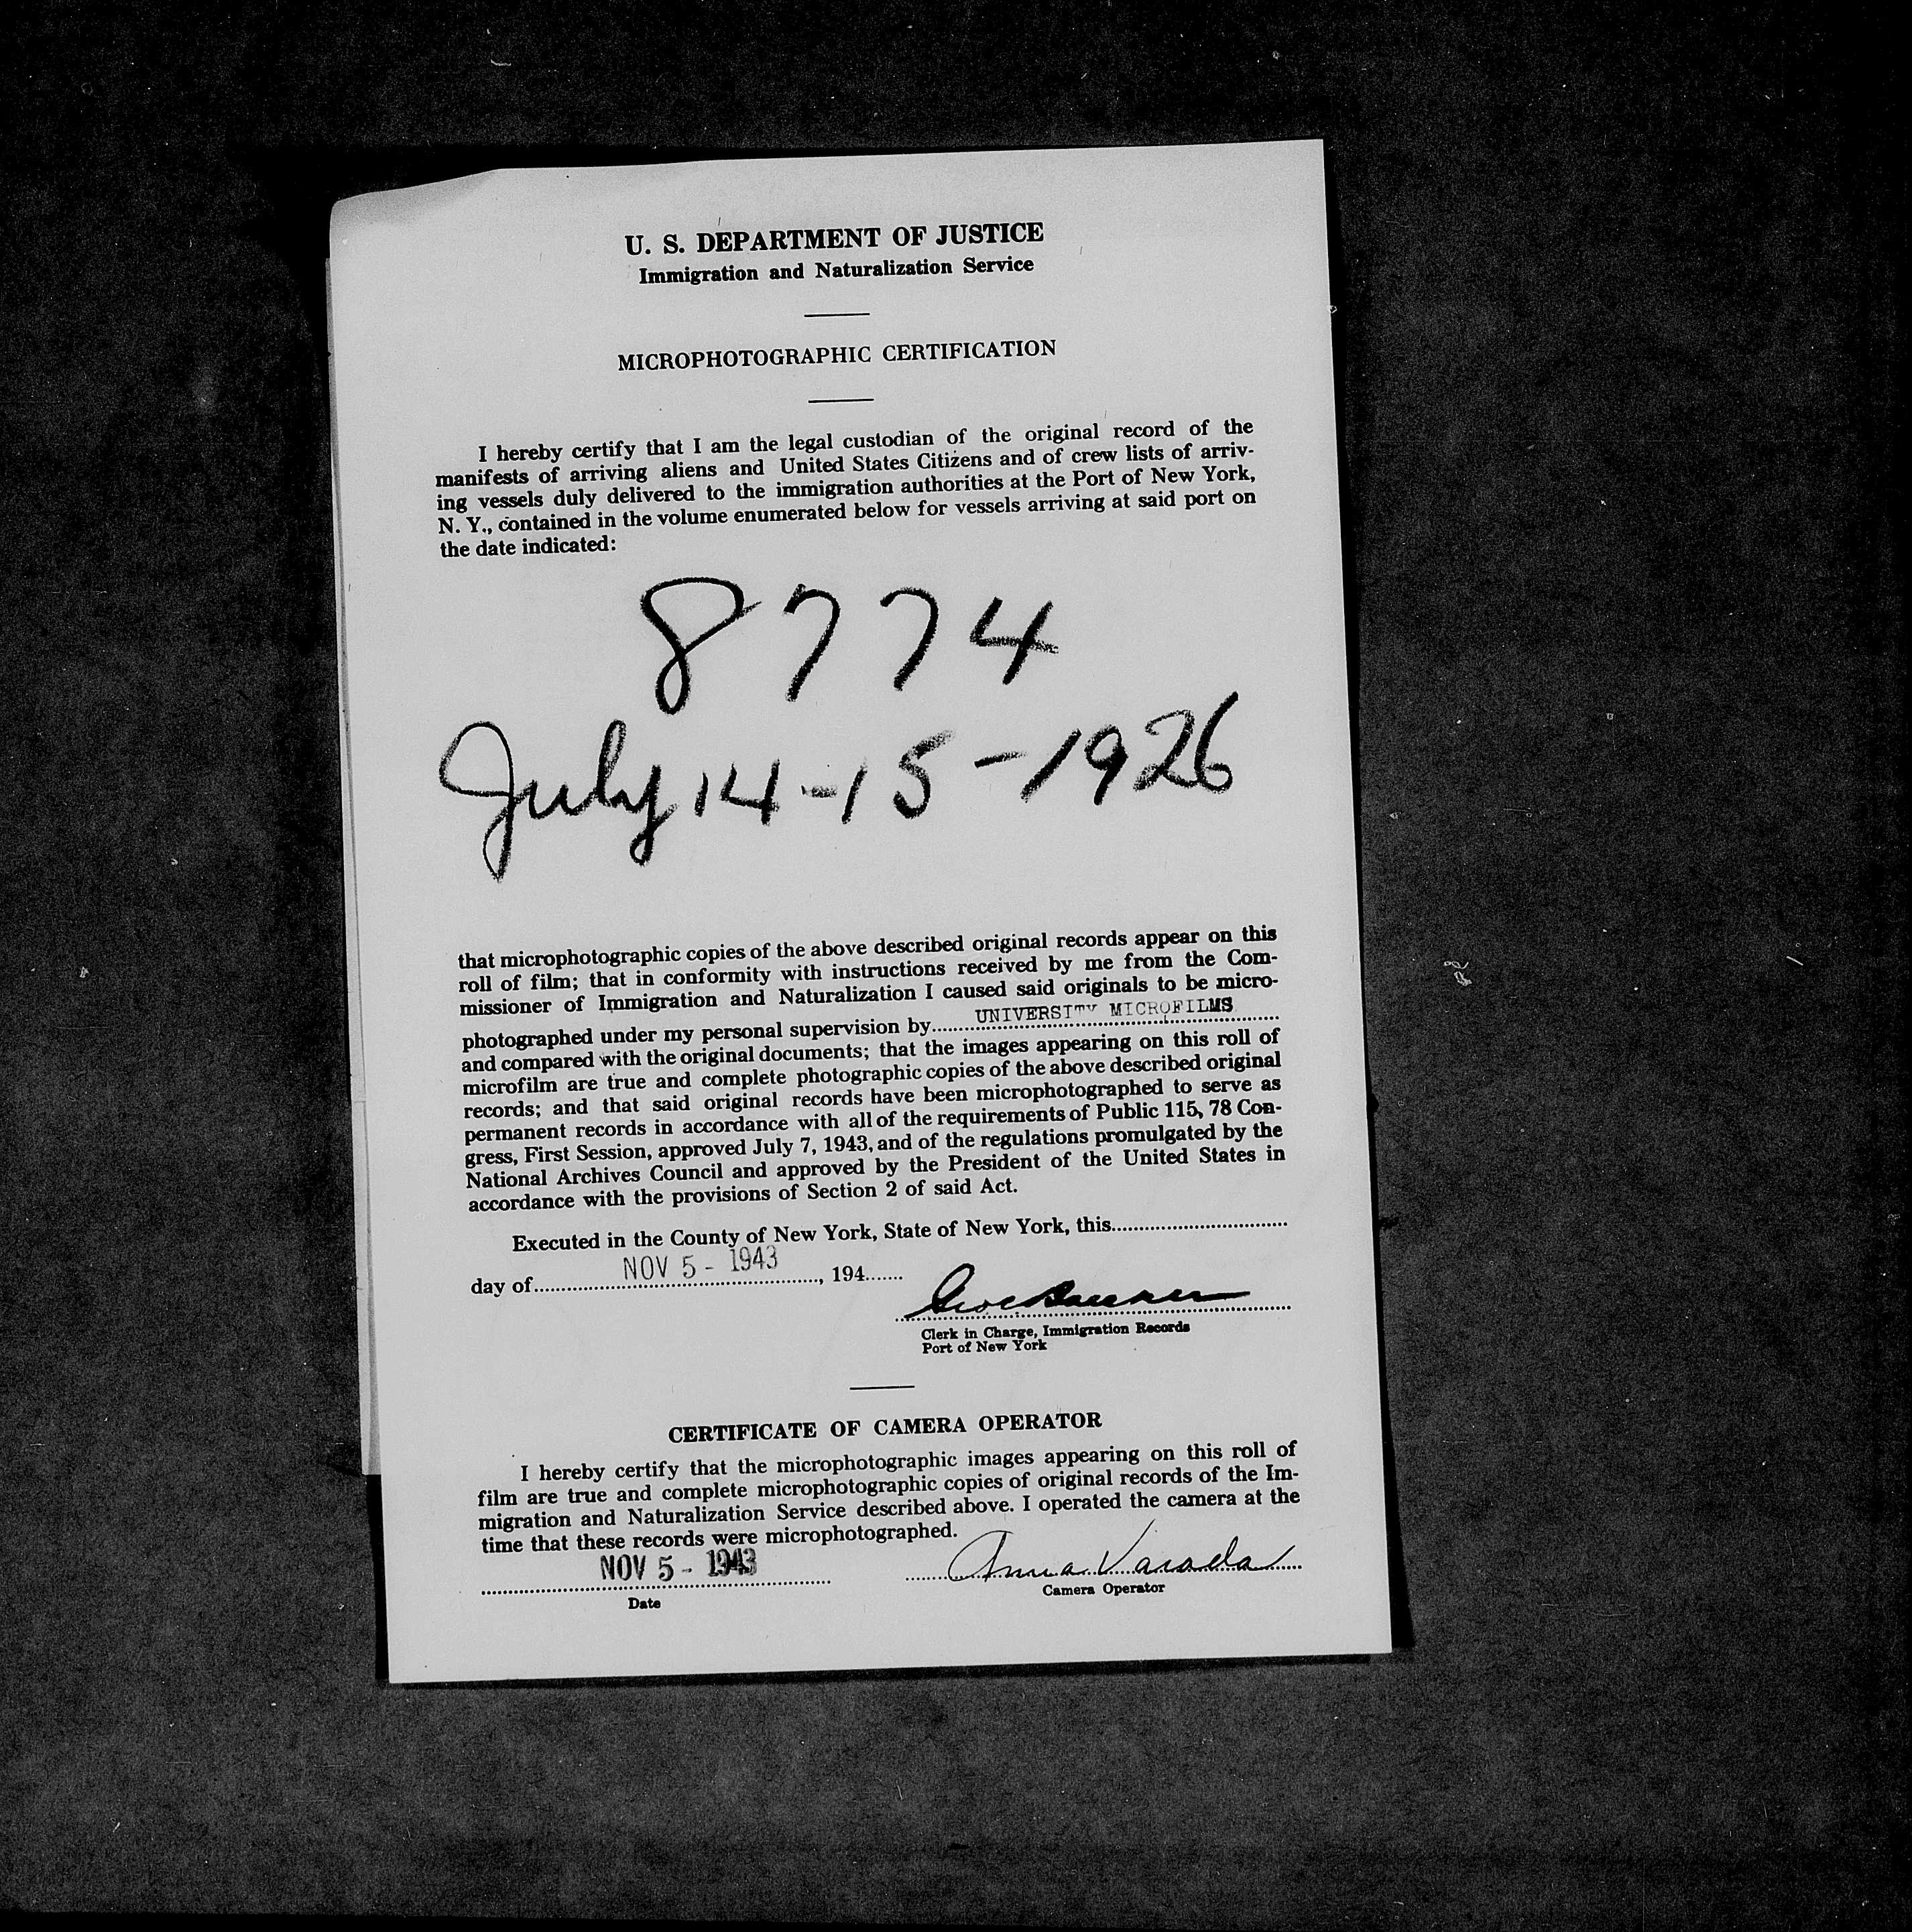 U. S. DEPARTMENT OF JUSTICE
Immigration and Naturalization Service
MICROPHOTOGRAPHIC CERTIFICATION
I hereby certify that I am the legal custodian of the original record of the
manifests of arriving aliens and United States Citizens and of crew lists of arriv-
ing vessels duly delivered to the immigration authorities at the Port of New York,
N. Y., contained in the volume enumerated below for vessels arriving at said port on
the date indicated:
8774
July 14-15-1926
that microphotographic copies of the above described original records appear on this
roll of film; that in conformity with instructions received by me from the Com-
missioner of Immigration and Naturalization I caused said originals to be micro-
photographed under my personal supervision by UNIVERSITY MICROFILMS
and compared with the original documents; that the images appearing on this roll of
microfilm are true and complete photographic copies of the above described original
records; and that said original records have been microphotographed to serve as
permanent records in accordance with all of the requirements of Public 115, 78 Con-
gress, First Session, approved July 7, 1943, and of the regulations promulgated by the
National Archives Council and approved by the President of the United States in
accordance with the provisions of Section 2 of said Act.
Executed in the County of New York, State of New York, this
day of NOV 5 - 1943, 194
Clerk in Charge, Immigration Records
Port of New York
CERTIFICATE OF CAMERA OPERATOR
I hereby certify that the microphotographic images appearing on this roll of
film are true and complete microphotographic copies of original records of the Im-
migration and Naturalization Service described above. I operated the camera at the
time that these records were microphotographed.
NOV 5 - 1943 Anna
Date
Camera Operator